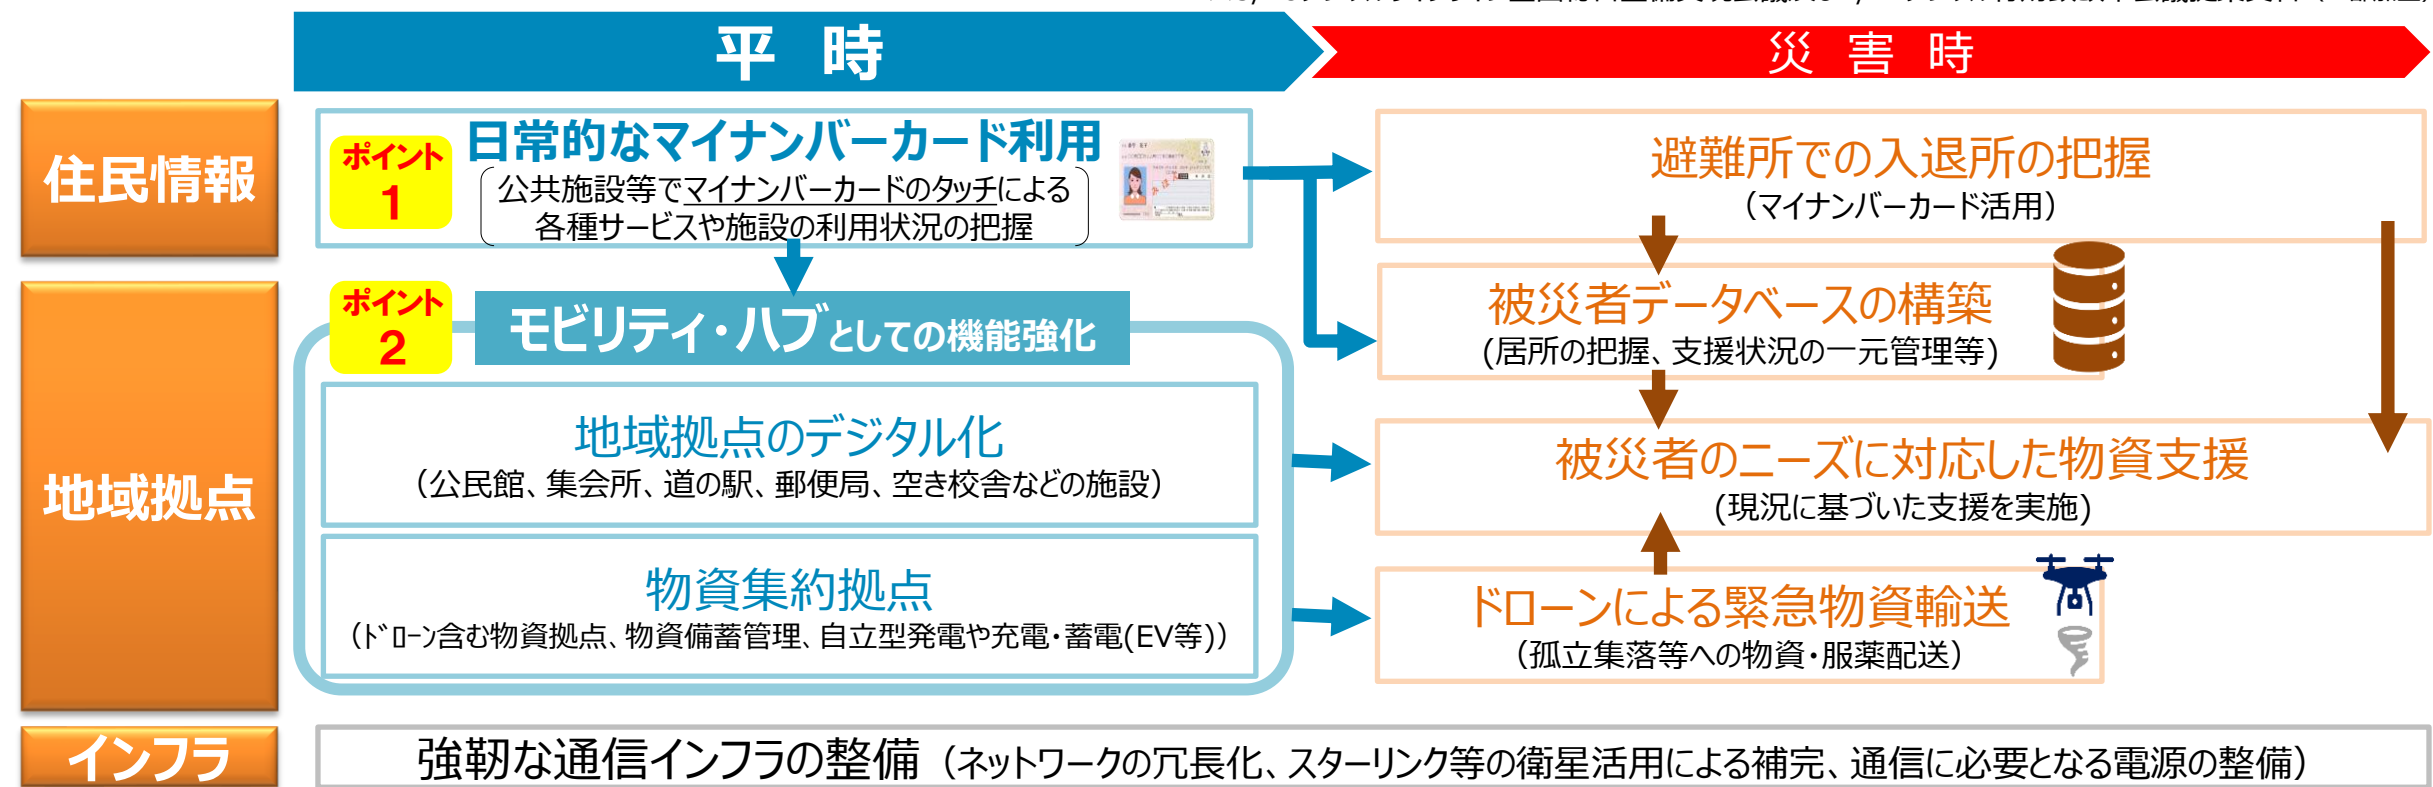 平 時
災 害 時
住民情報
ポイント
1
日常的なマイナンバーカード利用
公共施設等でマイナンバーカードのタッチによる
各種サービスや施設の利用状況の把握
避難所での入退所の把握
（マイナンバーカード活用）
地域拠点
ポイント
2
モビリティ・ハブとしての機能強化
被災者データベースの構築
(居所の把握、支援状況の一元管理等)
地域拠点のデジタル化
（公民館、集会所、道の駅、郵便局、空き校舎などの施設）
被災者のニーズに対応した物資支援
(現況に基づいた支援を実施)
物資集約拠点
（ﾄﾞﾛｰﾝ含む物資拠点、物資備蓄管理、自立型発電や充電・蓄電(EV等)）
ドローンによる緊急物資輸送
（孤立集落等への物資・服薬配送）
インフラ
強靭な通信インフラの整備（ネットワークの冗長化、スターリンク等の衛星活用による補完、通信に必要となる電源の整備）